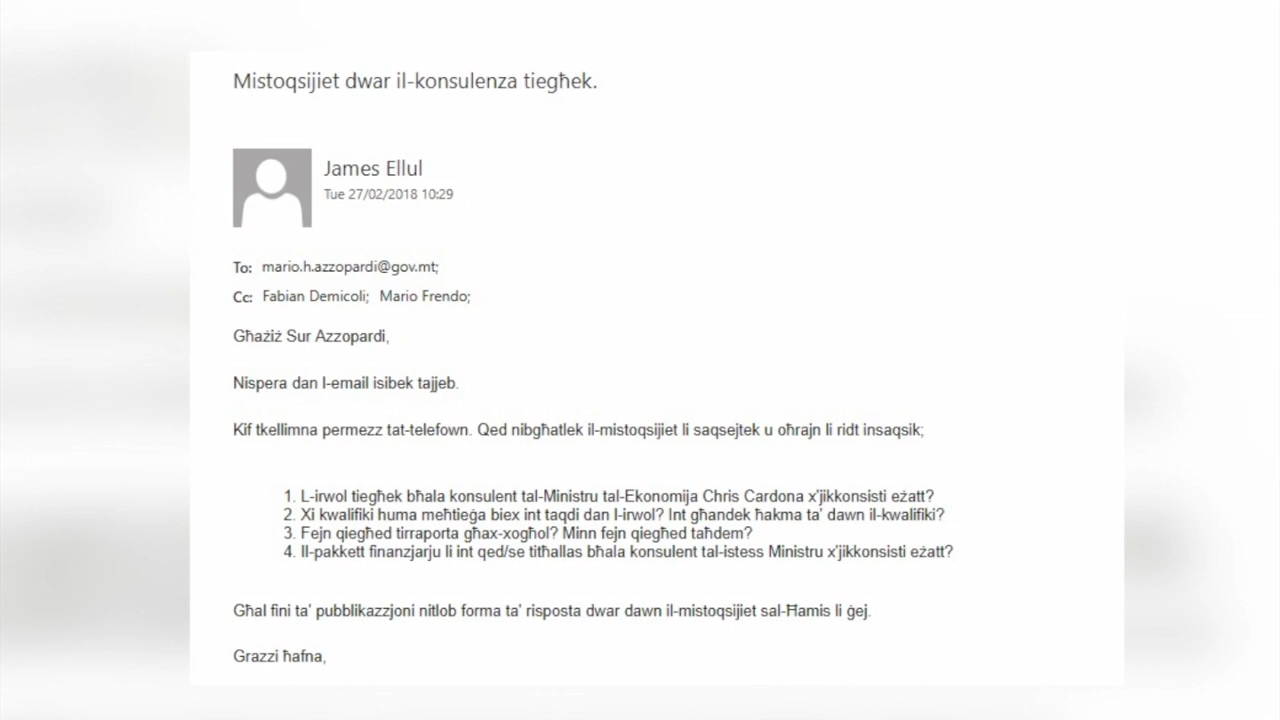 Mistoqsijiet dwar il-konsulenza tiegħek.
James Ellul
Tue 27/02/2018 10:29
To: mario.h.azzopardi@gov.mt;
Cc: Fabian Demicoli; Mario Frendo;
Għażiż Sur Azzopardi,
Nispera dan l-email isibek tajjeb.
Kif tkellimna permezz tat-telefown. Qed nibgħatlek il-mistoqsijiet li saqsejtek u oħrajn li ridt insaqsik;
1. L-irwol tiegħek bħala konsulent tal-Ministru tal-Ekonomija Chris Cardona x'jikkonsisti eżatt?
2. Xi kwalifiki huma meħtieġa biex int taqdi dan l-irwol? Int għandek ħakma ta' dawn il-kwalifiki?
3. Fejn qiegħed tirraporta għax-xogħol? Minn fejn qiegħed taħdem?
4. Il-pakkett finanzjarju li int qed/se titħallas bħala konsulent tal-istess Ministru x'jikkonsisti eżatt?
Għal fini ta' pubblikazzjoni nitlob forma ta' risposta dwar dawn il-mistoqsijiet sal-Ħamis li ġej.
Grazzi ħafna,